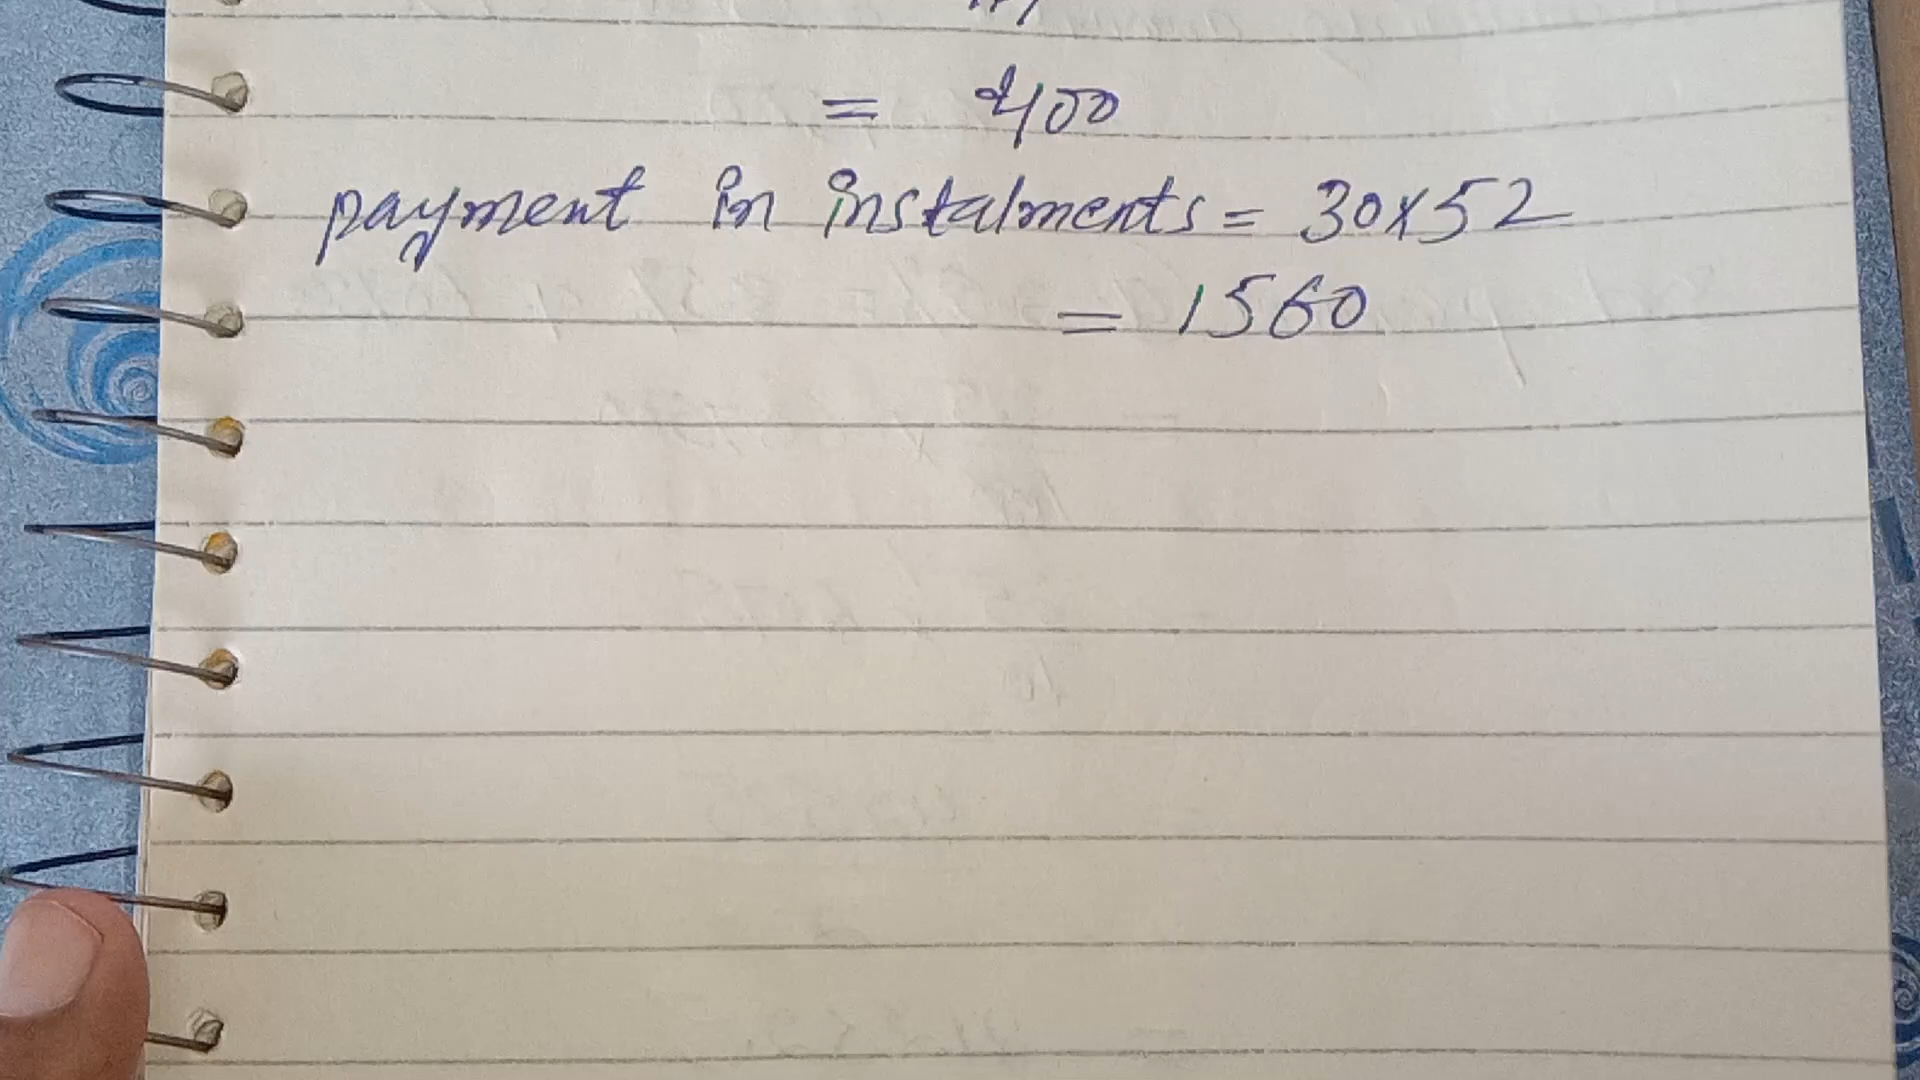 = 400
payment in instalments = 30x52
= 1560